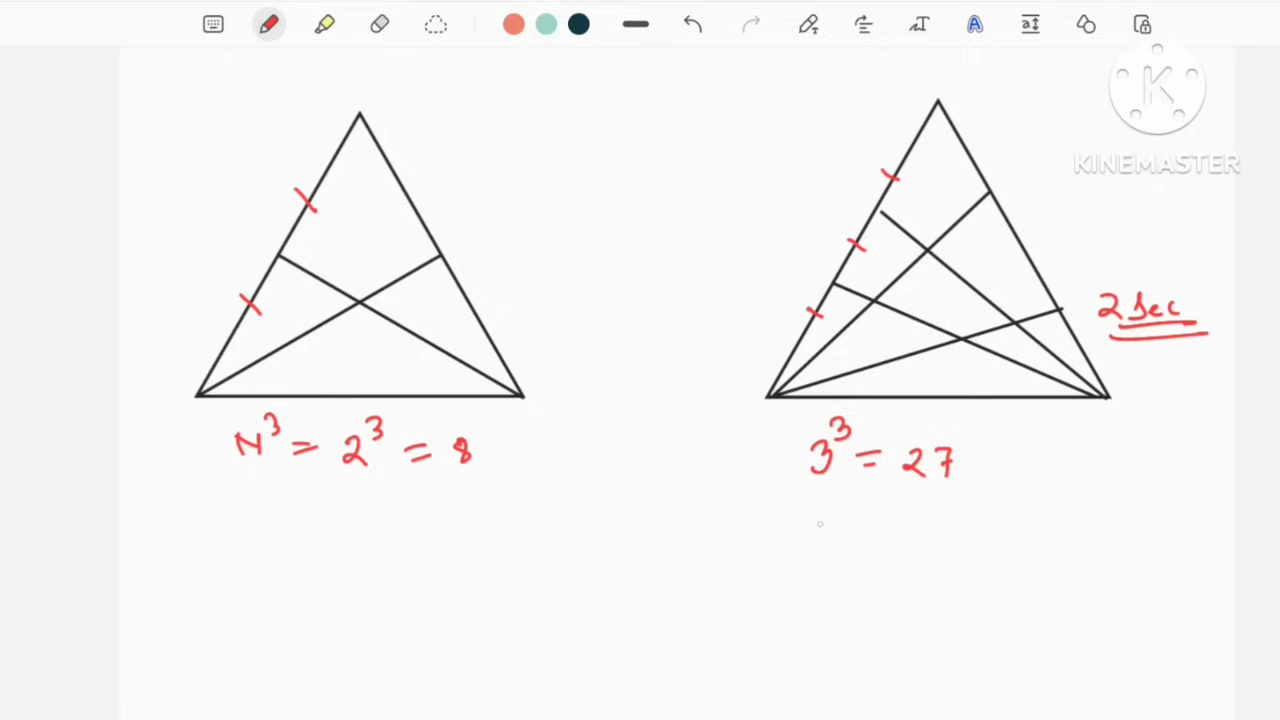 K
KINEMASTER
2 Sec
N³ = 2³ = 8
3³ = 27